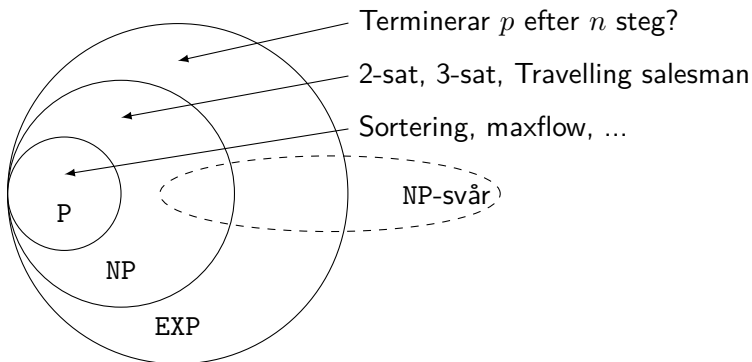 Terminerar p efter n steg?
2-sat, 3-sat, Travelling salesman
Sortering, maxflow, ...
NP-svår
P
NP
EXP